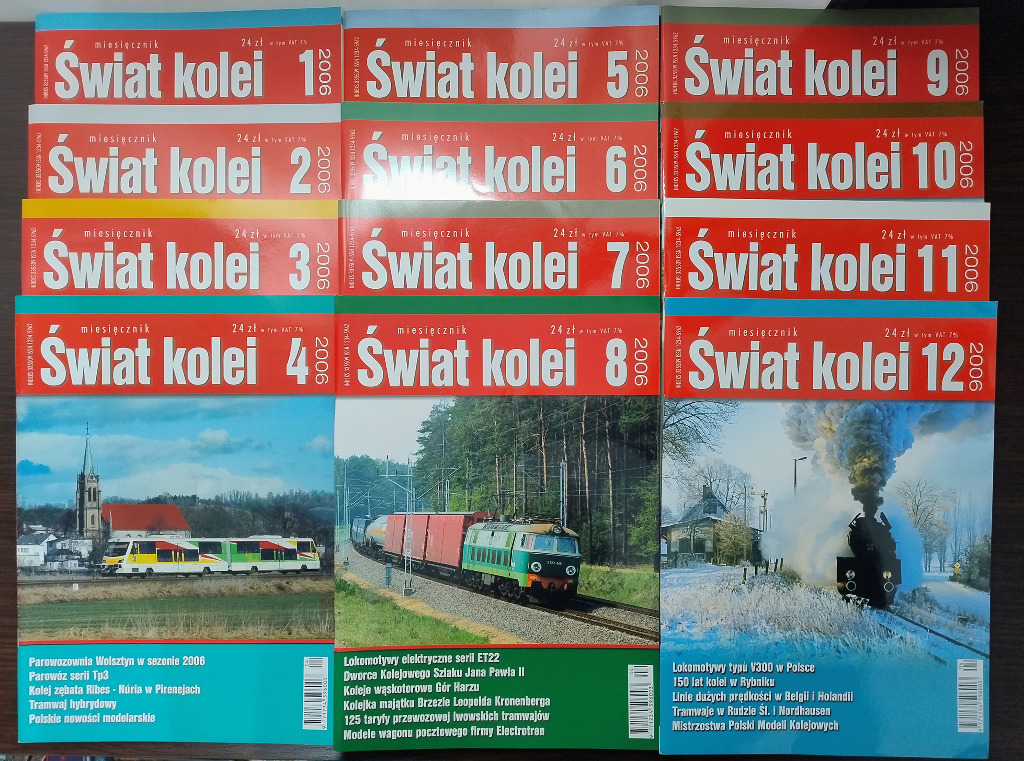 miesięcznik 24 zł w tym VAT 7%
Świat kolei 1 2006
miesięcznik 24 zł w tym VAT 7%
Świat kolei 2 2006
miesięcznik 24 zł w tym VAT 7%
Świat kolei 3 2006
miesięcznik 24 zł w tym VAT 7%
Świat kolei 4 2006
Parowozownia Wolsztyn w sezonie 2006
Parowóz serii Tp3
Kolej zębata Ribes - Núria w Pirenejach
Tramwaj hybrydowy
Polskie nowości modelarskie
miesięcznik 24 zł w tym VAT 7%
Świat kolei 5 2006
miesięcznik 24 zł w tym VAT 7%
Świat kolei 6 2006
miesięcznik 24 zł w tym VAT 7%
Świat kolei 7 2006
miesięcznik 24 zł w tym VAT 7%
Świat kolei 8 2006
Lokomotywy elektryczne serii ET22
Dworce Kolejowego Szlaku Jana Pawła II
Koleje wąskotorowe Gór Harzu
Kolejka majątku Brzezie Leopolda Kronenberga
125 taryfy przewozowej lwowskich tramwajów
Modele wagonu pocztowego firmy Electrotren
miesięcznik 24 zł w tym VAT 7%
Świat kolei 9 2006
miesięcznik 24 zł w tym VAT 7%
Świat kolei 10 2006
miesięcznik 24 zł w tym VAT 7%
Świat kolei 11 2006
miesięcznik 24 zł w tym VAT 7%
Świat kolei 12 2006
Lokomotywy typu V300 w Polsce
150 lat kolei w Rybniku
Linie dużych prędkości w Belgii i Holandii
Tramwaje w Rudzie Śl. i Nordhausen
Mistrzostwa Polski Modeli Kolejowych